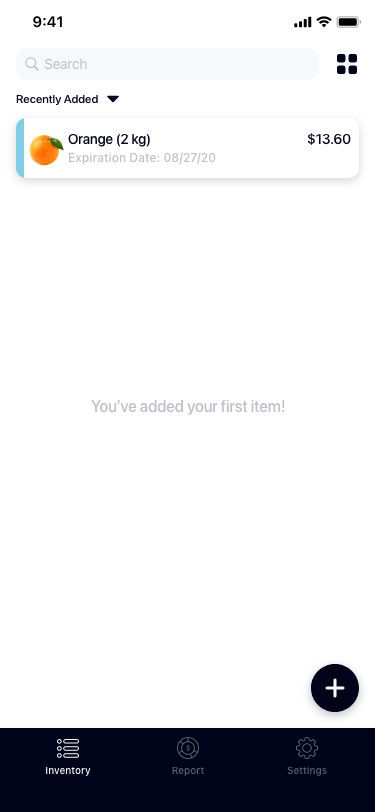 9:41
Search
Recently Added
Orange (2 kg)
$13.60
Expiration Date: 08/27/20
You've added your first item!
Inventory
Report
Settings